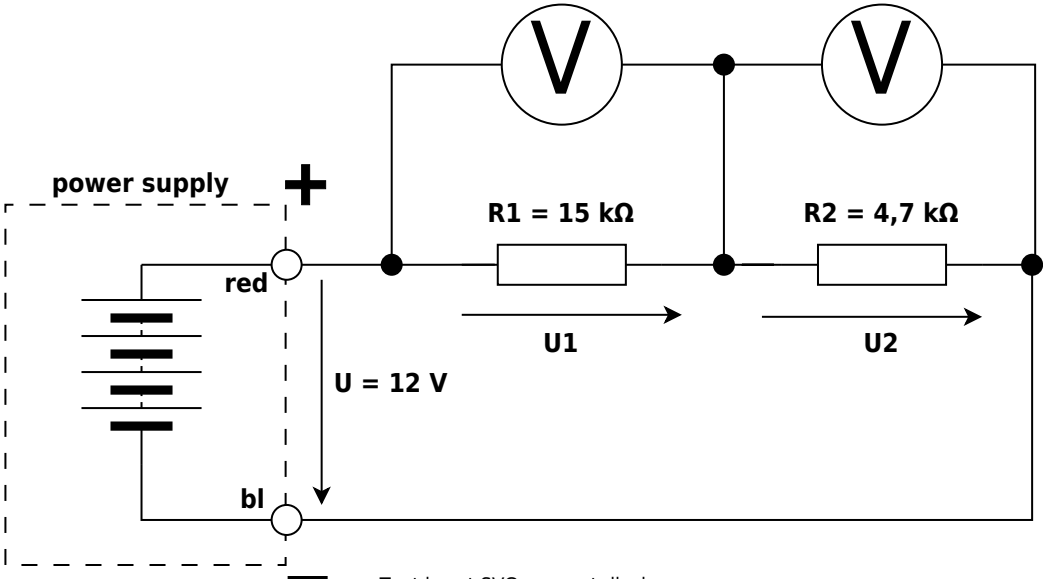 V V
power supply
+
R1 = 15 kΩ R2 = 4,7 kΩ
red
U1 U2
U = 12 V
bl